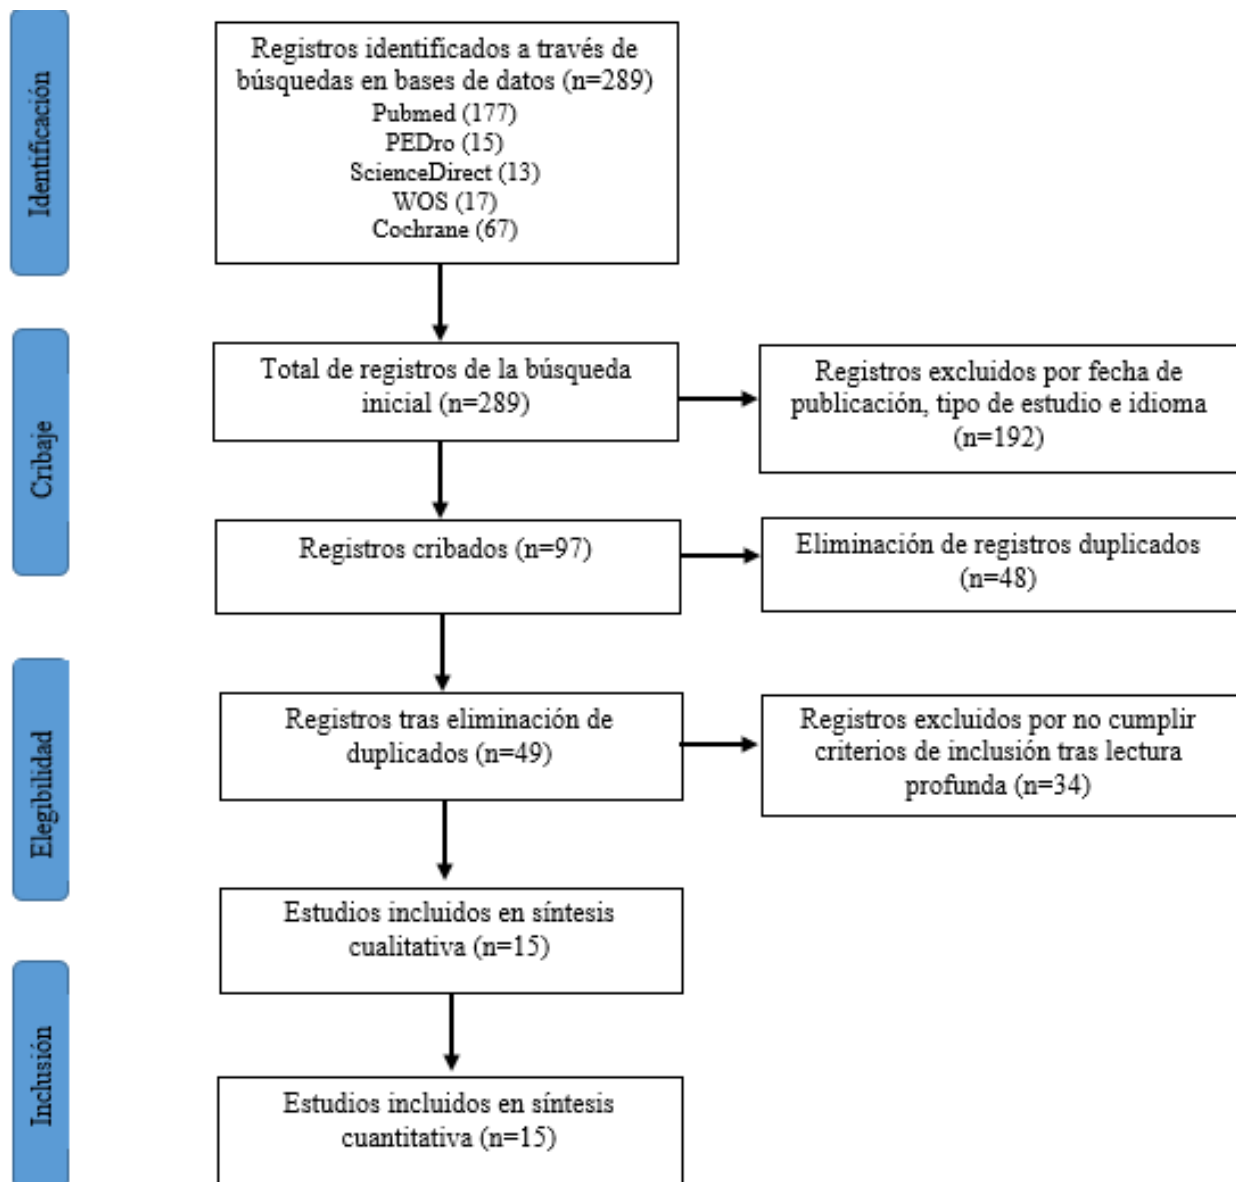 Identificación
Registros identificados a través de
búsquedas en bases de datos (n=289)
Pubmed (177)
PEDro (15)
ScienceDirect (13)
WOS (17)
Cochrane (67)
Cribaje
Total de registros de la búsqueda
inicial (n=289)
Registros excluidos por fecha de
publicación, tipo de estudio e idioma
(n=192)
Registros cribados (n=97)
Eliminación de registros duplicados
(n=48)
Elegibilidad
Registros tras eliminación de
duplicados (n=49)
Registros excluidos por no cumplir
criterios de inclusión tras lectura
profunda (n=34)
Estudios incluidos en síntesis
cualitativa (n=15)
Inclusión
Estudios incluidos en síntesis
cuantitativa (n=15)